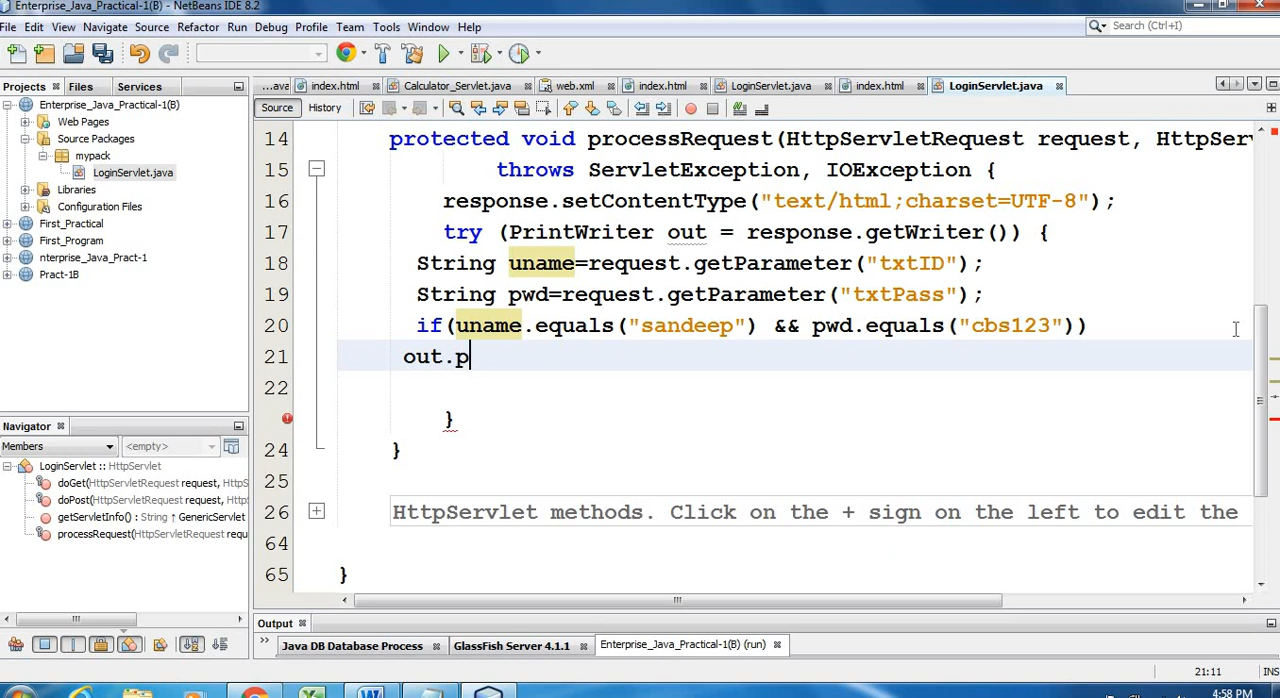 Enterprise_Java_Practical-1(B) - NetBeans IDE 8.2
File Edit View Navigate Source Refactor Run Debug Profile Team Tools Window Help
Search (Ctrl+I)
Projects Files Services
...ava index.html Calculator_Servlet.java web.xml index.html LoginServlet.java index.html LoginServlet.java
Source History
Enterprise_Java_Practical-1(B)
Web Pages
Source Packages
mypack
LoginServlet.java
Libraries
Configuration Files
First_Practical
First_Program
nterprise_Java_Pract-1
Pract-1B
14 protected void processRequest(HttpServletRequest request, HttpServ
15 throws ServletException, IOException {
16 response.setContentType("text/html;charset=UTF-8");
17 try (PrintWriter out = response.getWriter()) {
18 String uname=request.getParameter("txtID");
19 String pwd=request.getParameter("txtPass");
20 if(uname.equals("sandeep") && pwd.equals("cbs123"))
21 out.p
22
}
24 }
25
26 HttpServlet methods. Click on the + sign on the left to edit the
64
65 }
Navigator
Members <empty>
LoginServlet :: HttpServlet
doGet(HttpServletRequest request, HttpS
doPost(HttpServletRequest request, Http
getServletInfo() : String ↑ GenericServlet
processRequest(HttpServletRequest requ
Output
Java DB Database Process GlassFish Server 4.1.1 Enterprise_Java_Practical-1(B) (run)
21:11 INS
4:58 PM